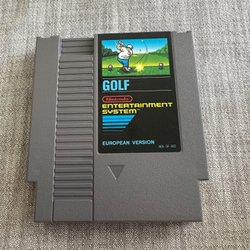 GOLF
Nintendo
ENTERTAINMENT
SYSTEM
EUROPEAN VERSION